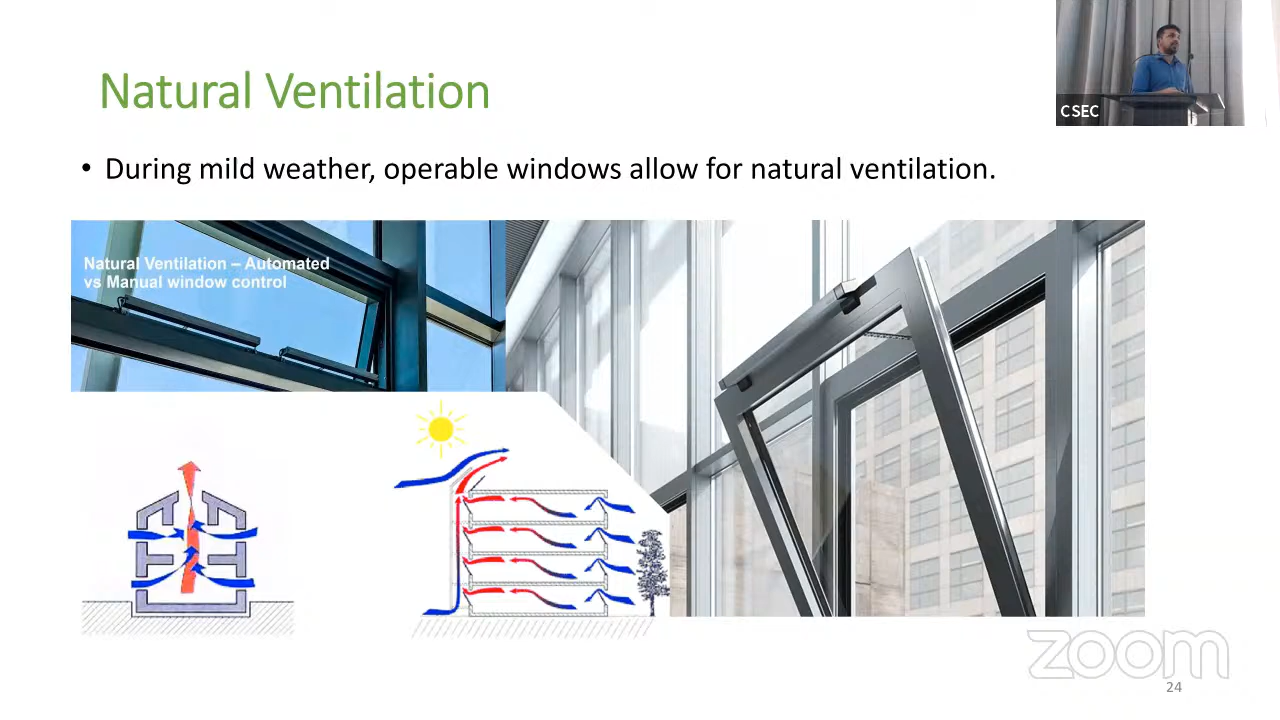 CSEC
Natural Ventilation
• During mild weather, operable windows allow for natural ventilation.
Natural Ventilation – Automated
vs Manual window control
zoom
24